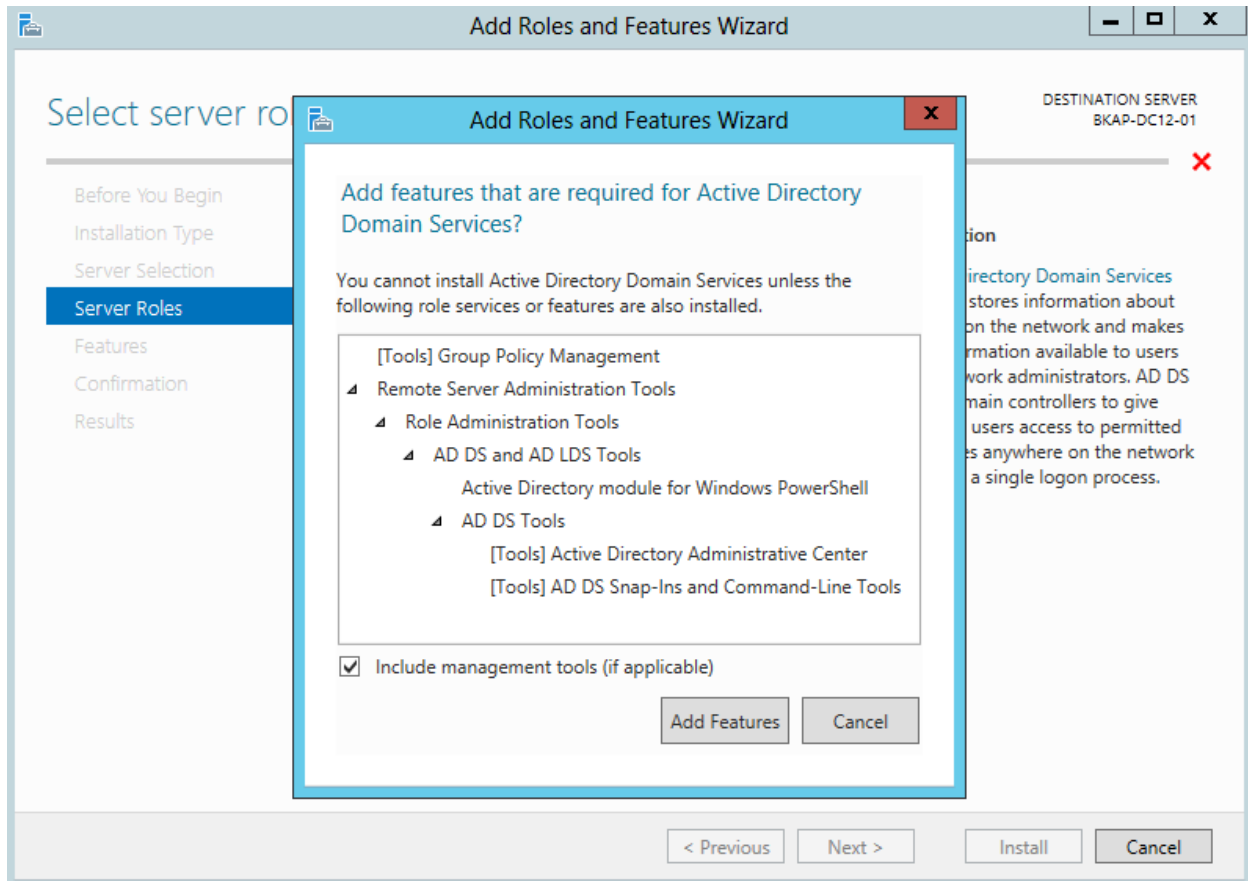 Add Roles and Features Wizard
Select server ro
DESTINATION SERVER
BKAP-DC12-01
Before You Begin
Installation Type
Server Selection
Server Roles
Features
Confirmation
Results
Add Roles and Features Wizard
Add features that are required for Active Directory
Domain Services?
You cannot install Active Directory Domain Services unless the
following role services or features are also installed.
[Tools] Group Policy Management
Remote Server Administration Tools
Role Administration Tools
AD DS and AD LDS Tools
Active Directory module for Windows PowerShell
AD DS Tools
[Tools] Active Directory Administrative Center
[Tools] AD DS Snap-Ins and Command-Line Tools
Include management tools (if applicable)
Add Features
Cancel
tion
irectory Domain Services
stores information about
on the network and makes
rmation available to users
work administrators. AD DS
main controllers to give
users access to permitted
es anywhere on the network
a single logon process.
< Previous
Next >
Install
Cancel